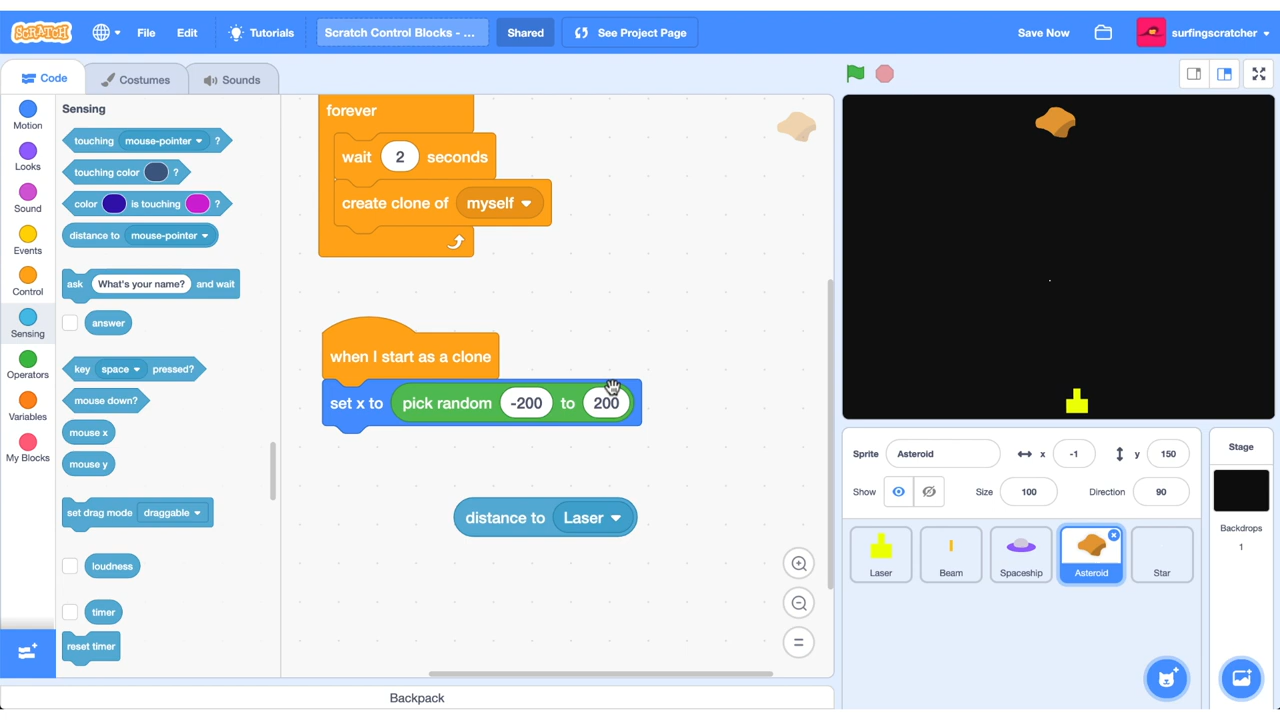 SCRATCH File Edit Tutorials Scratch Control Blocks - ... Shared See Project Page Save Now surfingscratcher
Code Costumes Sounds
Motion
Looks
Sound
Events
Control
Sensing
Operators
Variables
My Blocks
Sensing
touching mouse-pointer ?
touching color ?
color is touching ?
distance to mouse-pointer
ask What's your name? and wait
answer
key space pressed?
mouse down?
mouse x
mouse y
set drag mode draggable
loudness
timer
reset timer
forever
wait 2 seconds
create clone of myself
when I start as a clone
set x to pick random -200 to 200
distance to Laser
Backpack
Sprite Asteroid x -1 y 150
Show Size 100 Direction 90
Laser Beam Spaceship Asteroid Star
Stage
Backdrops
1